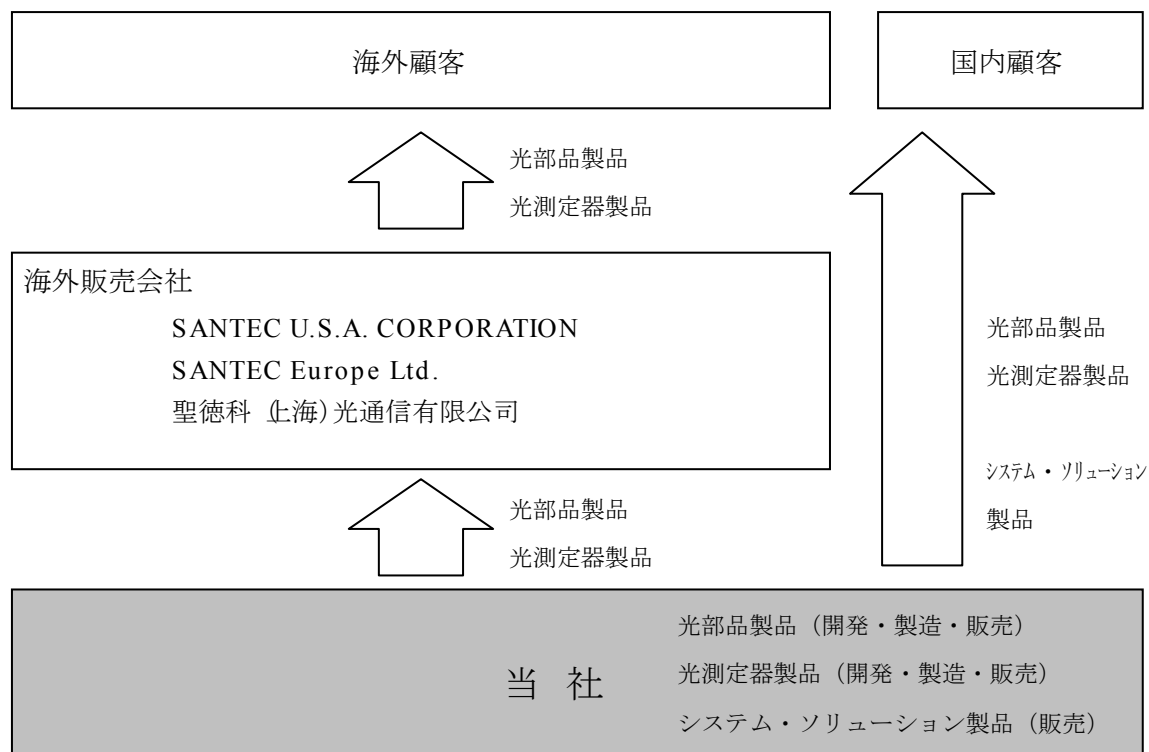 海外顧客
国内顧客
光部品製品
光測定器製品
海外販売会社
SANTEC U.S.A. CORPORATION
SANTEC Europe Ltd.
聖徳科(上海)光通信有限公司
光部品製品
光測定器製品
システム・ソリューション
製品
光部品製品
光測定器製品
当 社
光部品製品(開発・製造・販売)
光測定器製品(開発・製造・販売)
システム・ソリューション製品(販売)